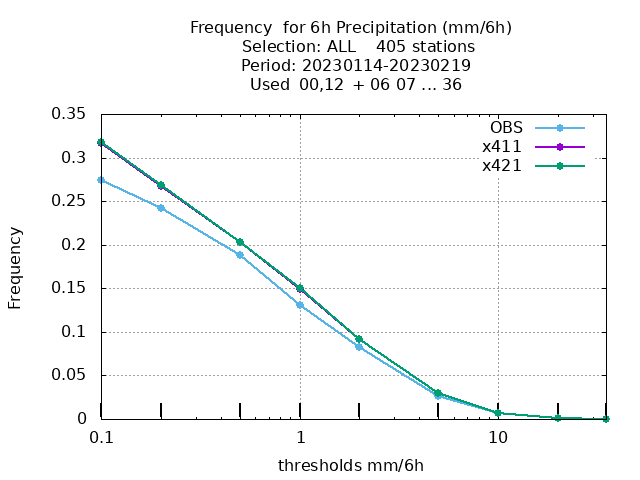 Frequency  for 6h Precipitation (mm/6h)
Selection: ALL    405 stations
Period: 20230114-20230219
Used  00,12  + 06 07 ... 36
0.35
0.3
0.25
0.2
0.15
0.1
0.05
0
OBS
x411
x421
Frequency
0.1
1
10
thresholds mm/6h